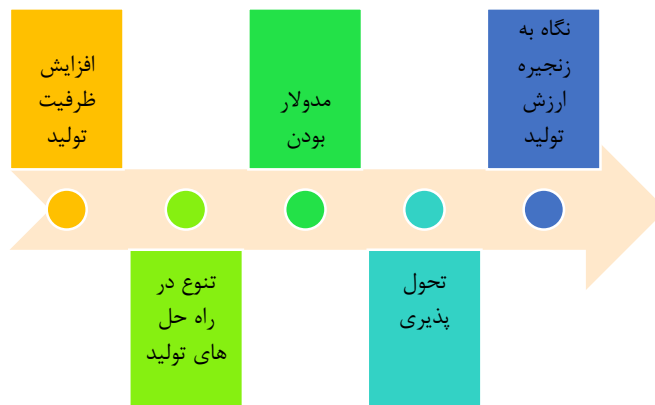 افزایش
ظرفیت
تولید
تنوع در
راه حل
های تولید
مدولار
بودن
تحول
پذیری
نگاه به
زنجیره
ارزش
تولید